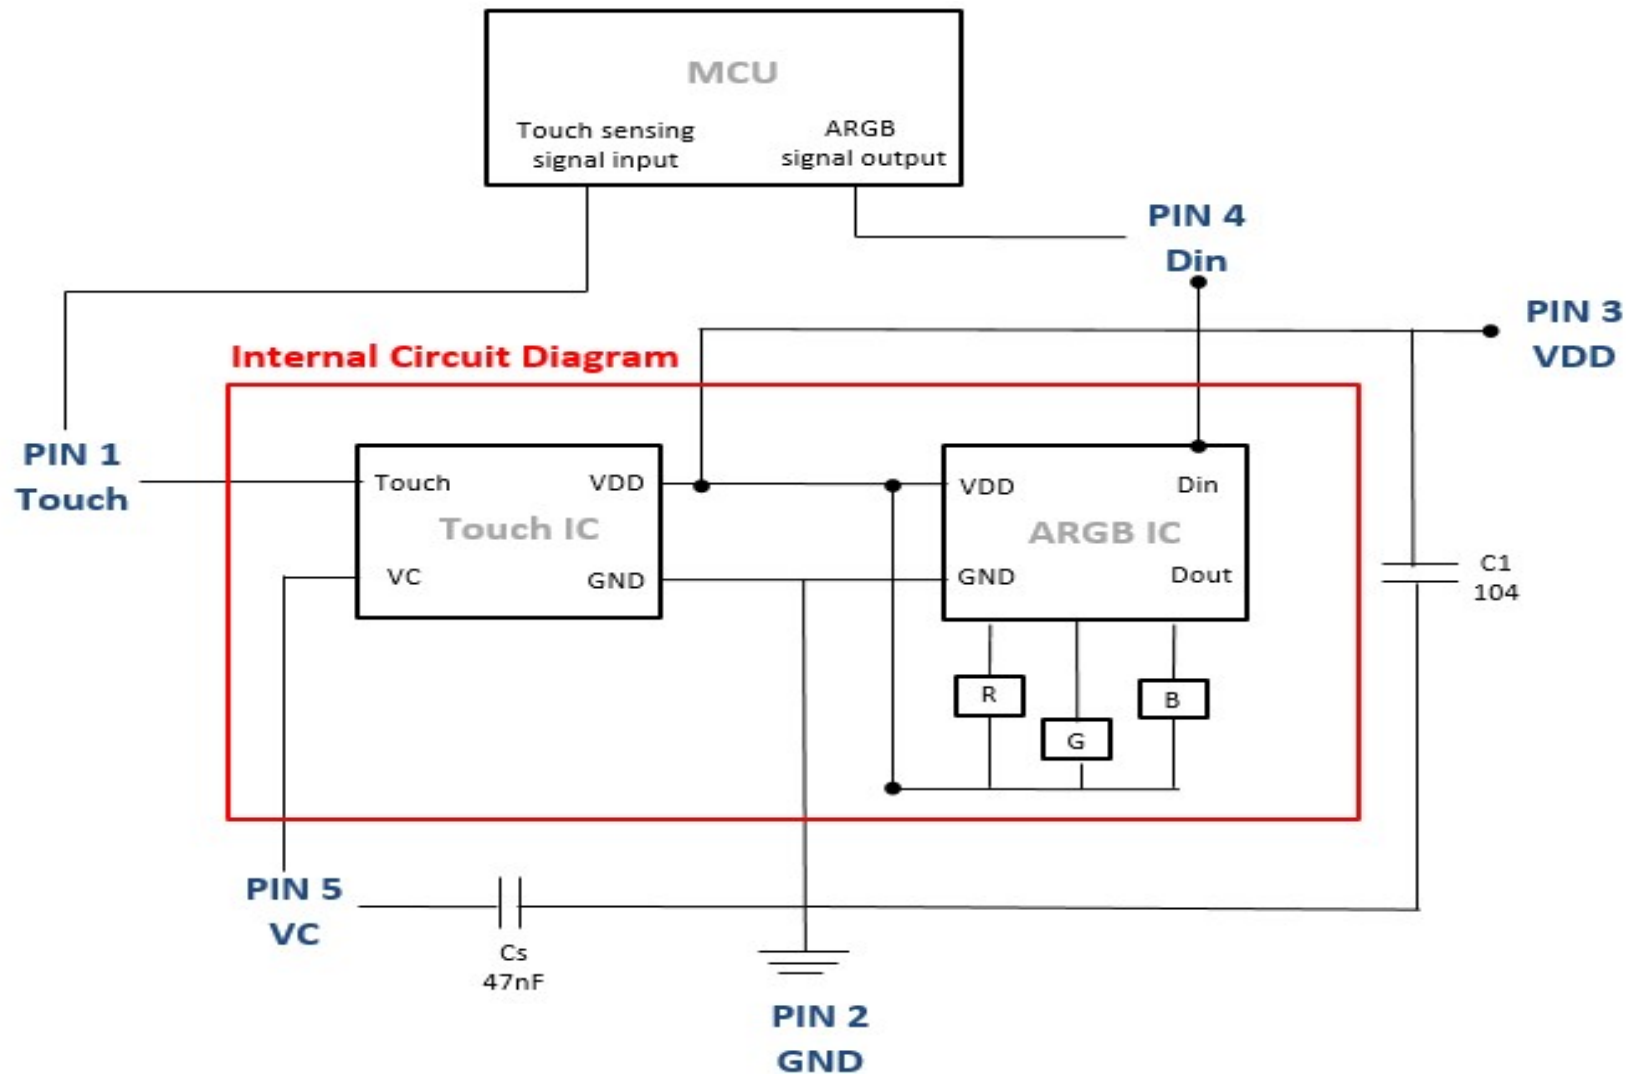 MCU
Touch sensing
signal input
ARGB
signal output
PIN 4
Din
PIN 3
VDD
Internal Circuit Diagram
PIN 1
Touch
Touch
VDD
Touch IC
VC
GND
VDD
Din
ARGB IC
GND
Dout
C1
104
R
G
B
PIN 5
VC
Cs
47nF
PIN 2
GND